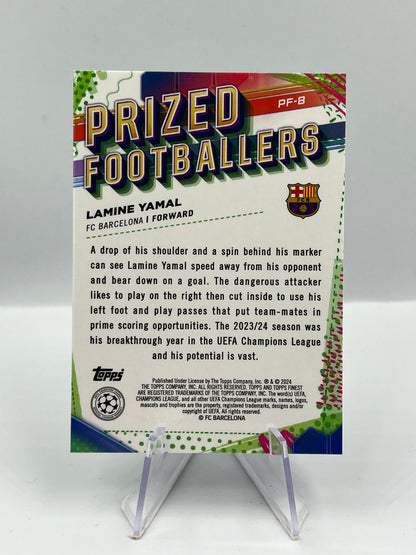 PF-8
PRIZED
FOOTBALLERS
LAMINE YAMAL
FC BARCELONA | FORWARD
FCB
A drop of his shoulder and a spin behind his marker
can see Lamine Yamal speed away from his opponent
and bear down on a goal. The dangerous attacker
likes to play on the right then cut inside to use his
left foot and play passes that put team-mates in
prime scoring opportunities. The 2023/24 season was
his breakthrough year in the UEFA Champions League
and his potential is vast.
Topps
Published Under License by The Topps Company, Inc. ® & © 2024
THE TOPPS COMPANY, INC. ALL RIGHTS RESERVED. TOPPS AND TOPPS FINEST
ARE REGISTERED TRADEMARKS OF THE TOPPS COMPANY, INC. The word(s) UEFA,
CHAMPIONS LEAGUE, and all other UEFA Champions League marks, names, logos,
mascots and trophies are the property, registered trademarks, designs and/or
copyright of UEFA. All rights reserved.
© FC BARCELONA